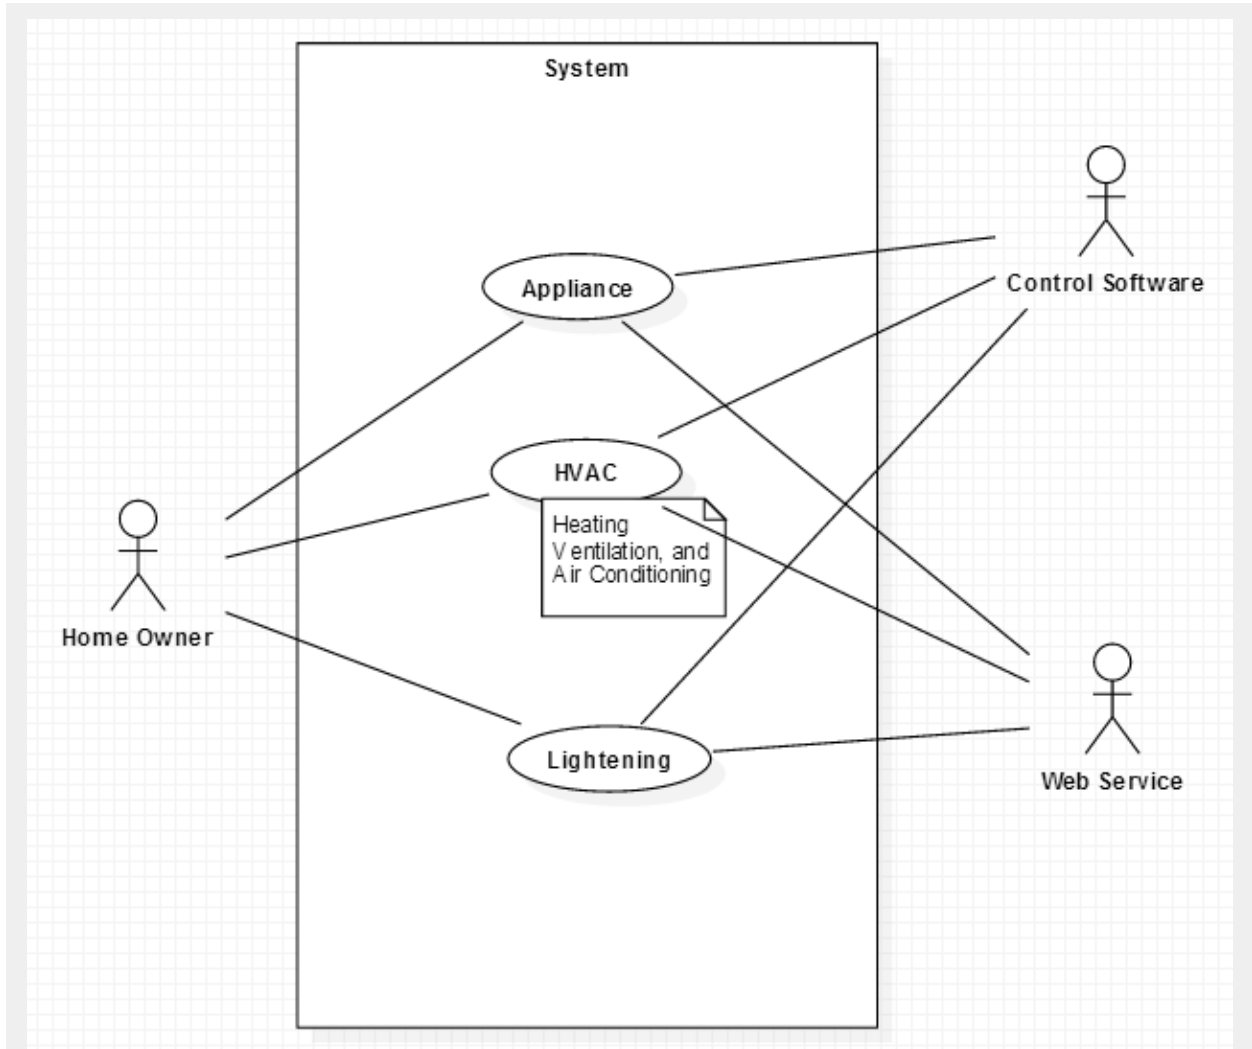 System
Appliance
Control Software
HVAC
Heating
Ventilation, and
Air Conditioning
Home Owner
Lightening
Web Service